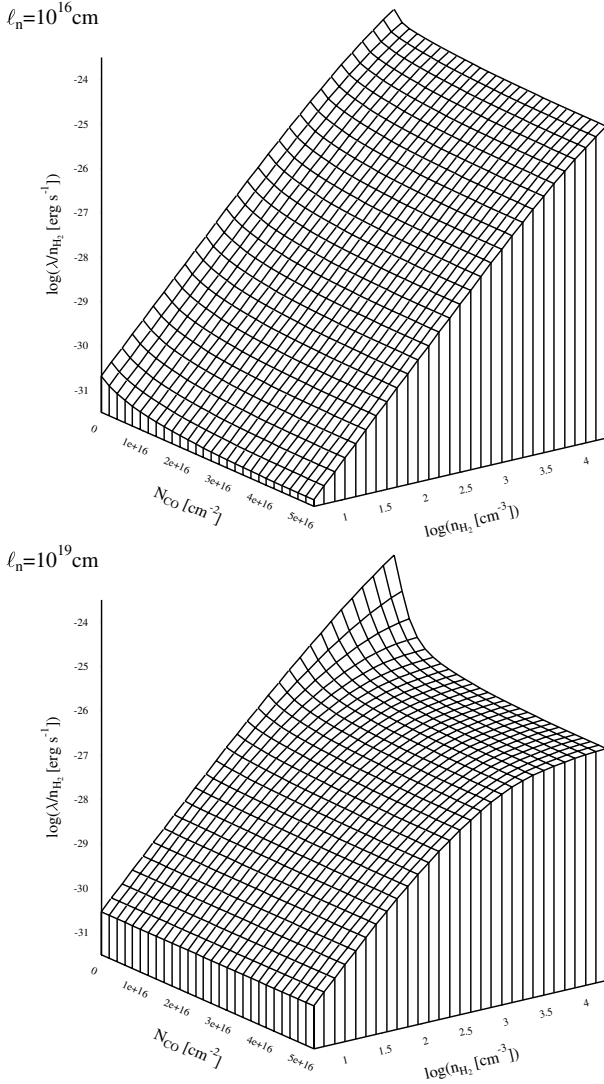 ℓn=10^16cm
-24
-25
-26
-27
-28
-29
-30
-31
log(λ/nH2 [erg s^-1])
0
1e+16
2e+16
3e+16
4e+16
5e+16
NCO [cm^-2]
1
1.5
2
2.5
3
3.5
4
log(nH2 [cm^-3])
ℓn=10^19cm
-24
-25
-26
-27
-28
-29
-30
-31
log(λ/nH2 [erg s^-1])
0
1e+16
2e+16
3e+16
4e+16
5e+16
NCO [cm^-2]
1
1.5
2
2.5
3
3.5
4
log(nH2 [cm^-3])